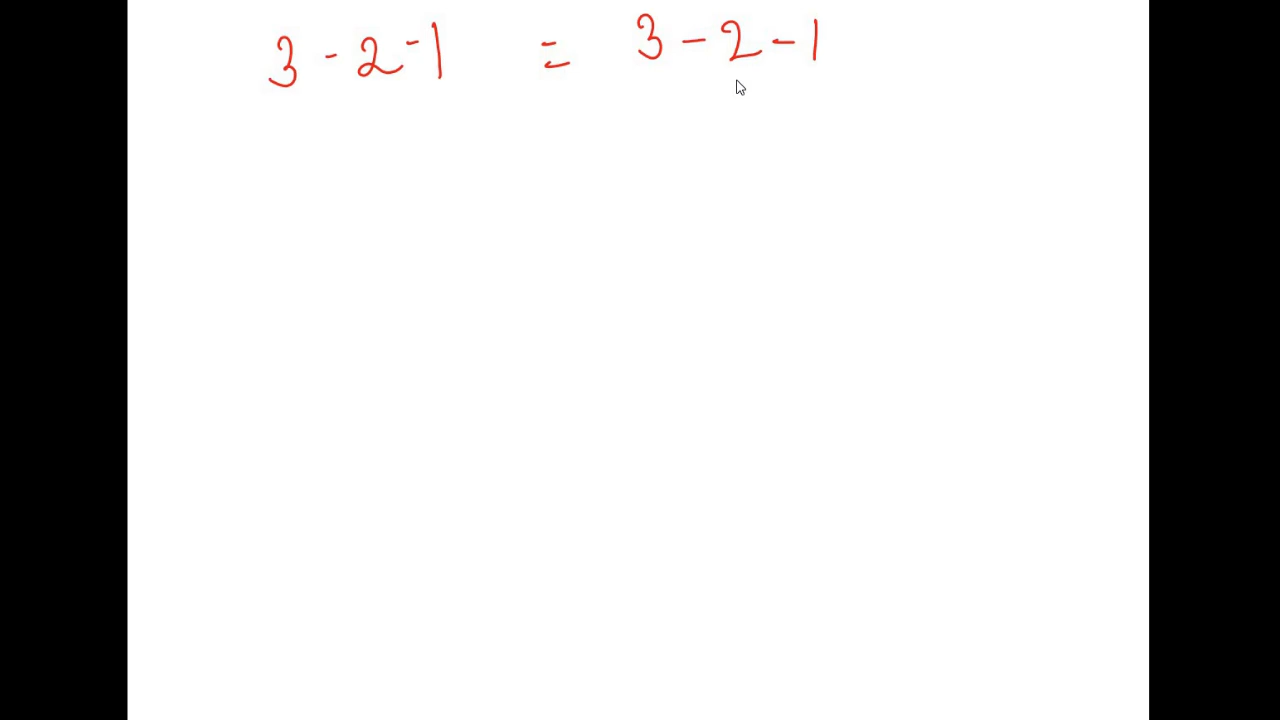 3 - 2 - 1 = 3 - 2 - 1